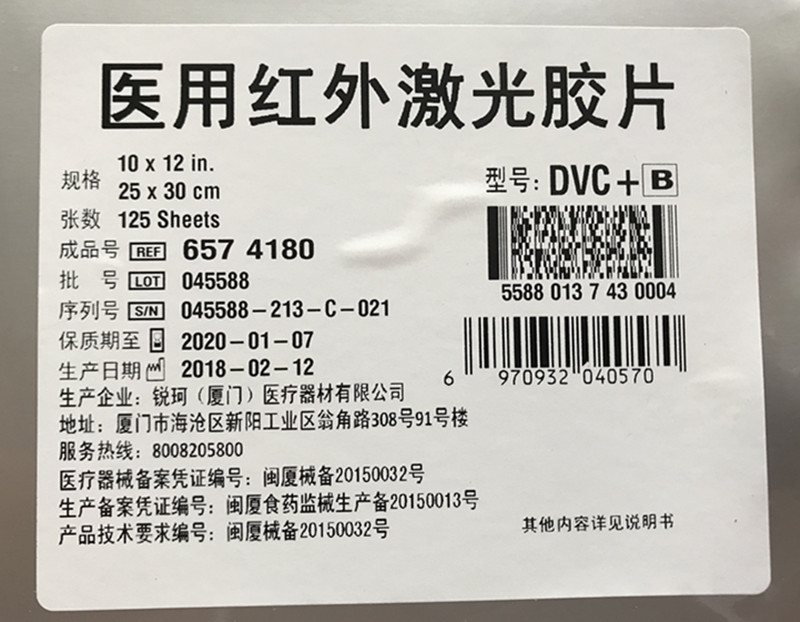 医用红外激光胶片
规格 10 x 12 in.
25 x 30 cm
张数 125 Sheets
成品号 REF 657 4180
批 号 LOT 045588
序列号 S/N 045588-213-C-021
保质期至 2020-01-07
生产日期 2018-02-12
生产企业：锐珂（厦门）医疗器材有限公司
地址：厦门市海沧区新阳工业区翁角路308号91号楼
服务热线：8008205800
医疗器械备案凭证编号：闽厦械备20150032号
生产备案凭证编号：闽厦食药监械生产备20150013号
产品技术要求编号：闽厦械备20150032号
型号：DVC+B
5588 013 7 43 0004
6 970932 040570
其他内容详见说明书